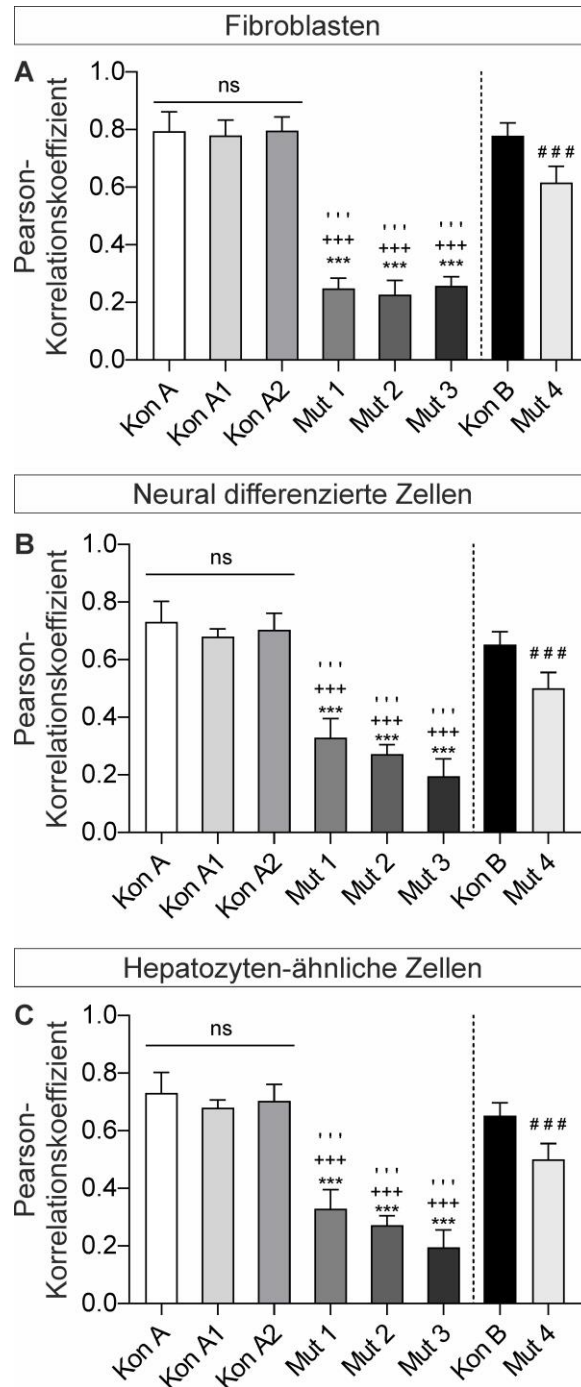 Fibroblasten
A
Pearson-
Korrelationskoeffizient
1.0
0.8
0.6
0.4
0.2
0.0
ns
' ' '
+++
***
' ' '
+++
***
' ' '
+++
***
# # #
Kon A
Kon A1
Kon A2
Mut 1
Mut 2
Mut 3
Kon B
Mut 4
Neural differenzierte Zellen
B
Pearson-
Korrelationskoeffizient
1.0
0.8
0.6
0.4
0.2
0.0
ns
' ' '
+++
***
' ' '
+++
***
' ' '
+++
***
# # #
Kon A
Kon A1
Kon A2
Mut 1
Mut 2
Mut 3
Kon B
Mut 4
Hepatozyten-ähnliche Zellen
C
Pearson-
Korrelationskoeffizient
1.0
0.8
0.6
0.4
0.2
0.0
ns
' ' '
+++
***
' ' '
+++
***
' ' '
+++
***
# # #
Kon A
Kon A1
Kon A2
Mut 1
Mut 2
Mut 3
Kon B
Mut 4